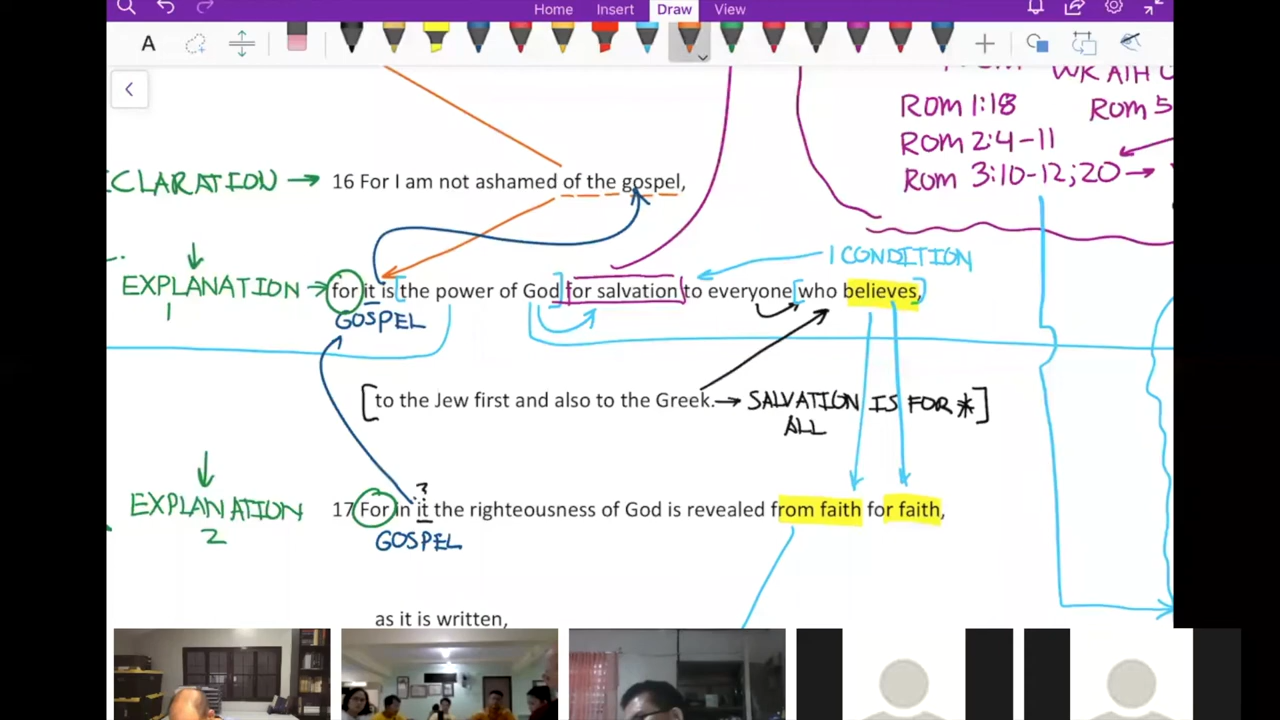 Home Insert Draw View
A
WRATH O
Rom 1:18 Rom 5
Rom 2:4-11
Rom 3:10-12;20 →
CLARATION → 16 For I am not ashamed of the gospel,
1 CONDITION
EXPLANATION → for it is [the power of God] for salvation to everyone [who believes,]
1
GOSPEL
[to the Jew first and also to the Greek. → SALVATION IS FOR *]
ALL
?
EXPLANATION 17 For in it the righteousness of God is revealed from faith for faith,
2
GOSPEL
as it is written,